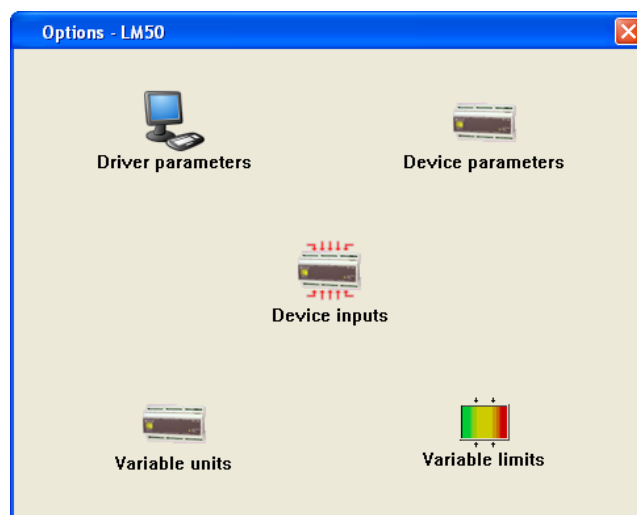 Options - LM50
Driver parameters
Device parameters
Device inputs
Variable units
Variable limits